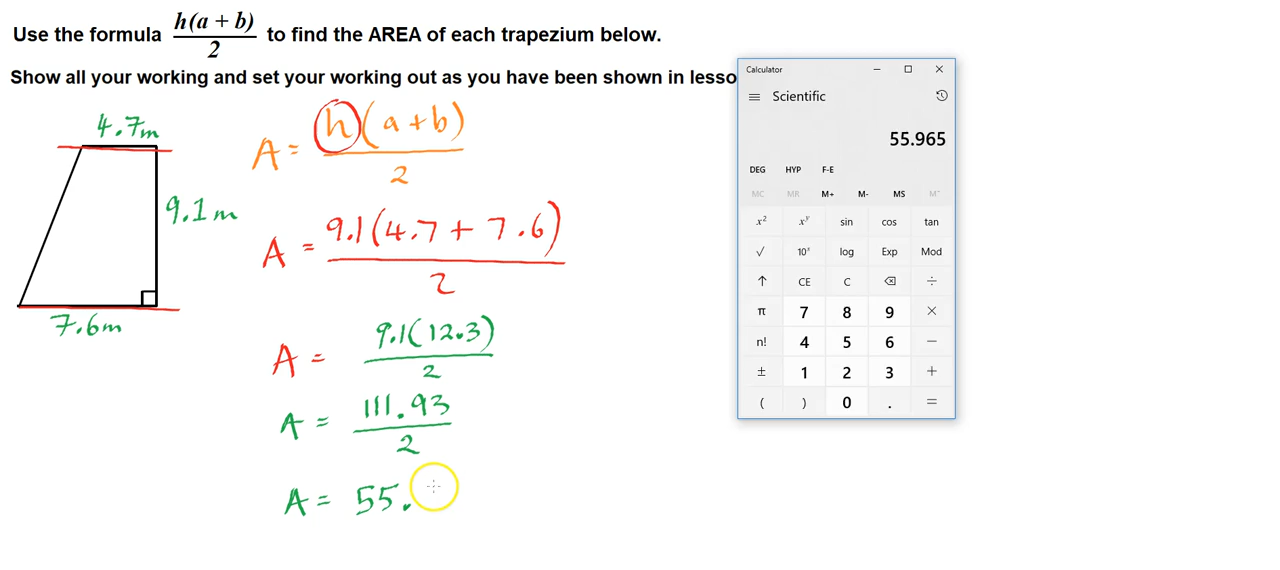 Use the formula h(a + b)/2 to find the AREA of each trapezium below.
Show all your working and set your working out as you have been shown in lesso
4.7m
9.1m
7.6m
A = h(a+b)/2
A = 9.1(4.7 + 7.6)/2
A = 9.1(12.3)/2
A = 111.93/2
A = 55.
Calculator
Scientific
55.965
DEG HYP F-E
MC MR M+ M- MS M˅
x² xʸ sin cos tan
√ 10ˣ log Exp Mod
↑ CE C ⌫ ÷
π 7 8 9 ×
n! 4 5 6 −
± 1 2 3 +
( ) 0 . =